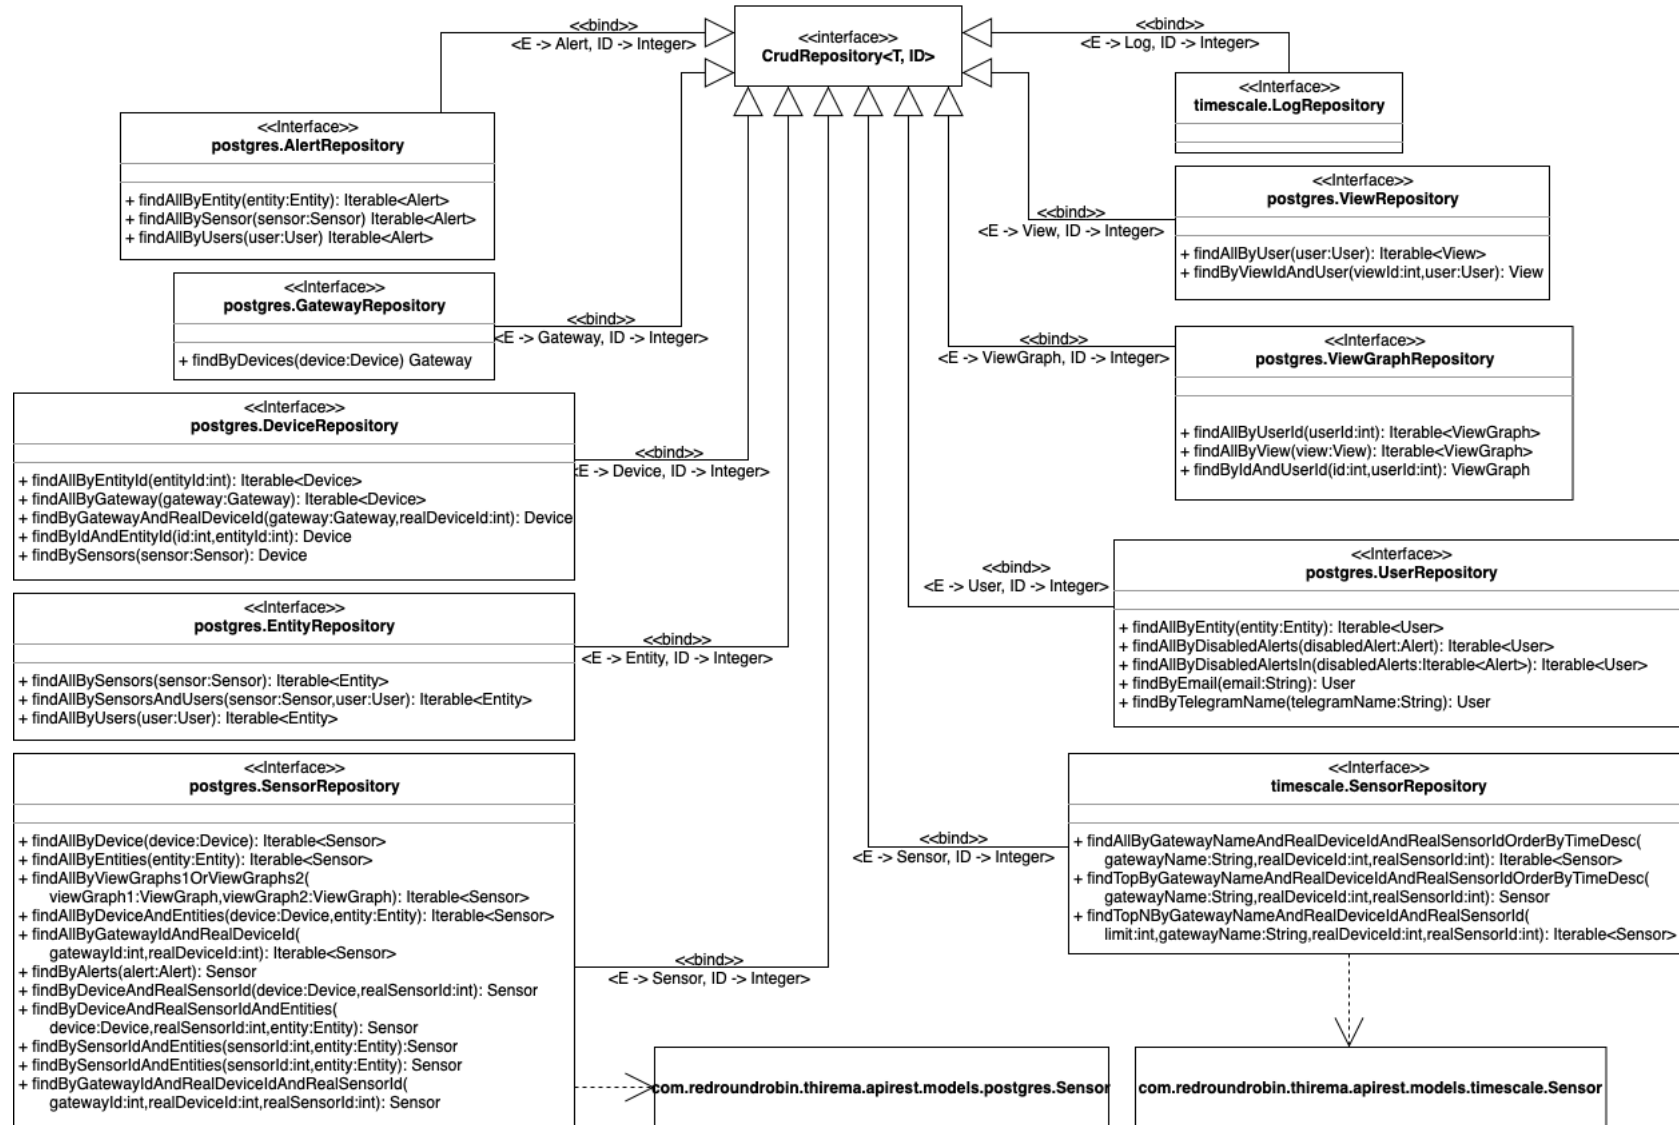 <<interface>>
CrudRepository<T, ID>
<<bind>>
<E -> Alert, ID -> Integer>
<<bind>>
<E -> Log, ID -> Integer>
<<Interface>>
postgres.AlertRepository
+ findAllByEntity(entity:Entity): Iterable<Alert>
+ findAllBySensor(sensor:Sensor) Iterable<Alert>
+ findAllByUsers(user:User) Iterable<Alert>
<<Interface>>
timescale.LogRepository
<<Interface>>
postgres.ViewRepository
+ findAllByUser(user:User): Iterable<View>
+ findByViewIdAndUser(viewId:int,user:User): View
<<bind>>
<E -> View, ID -> Integer>
<<Interface>>
postgres.GatewayRepository
+ findByDevices(device:Device) Gateway
<<bind>>
<E -> Gateway, ID -> Integer>
<<bind>>
<E -> ViewGraph, ID -> Integer>
<<Interface>>
postgres.ViewGraphRepository
+ findAllByUserId(userId:int): Iterable<ViewGraph>
+ findAllByView(view:View): Iterable<ViewGraph>
+ findByIdAndUserId(id:int,userId:int): ViewGraph
<<Interface>>
postgres.DeviceRepository
+ findAllByEntityId(entityId:int): Iterable<Device>
+ findAllByGateway(gateway:Gateway): Iterable<Device>
+ findByGatewayAndRealDeviceId(gateway:Gateway,realDeviceId:int): Device
+ findByIdAndEntityId(id:int,entityId:int): Device
+ findBySensors(sensor:Sensor): Device
<<bind>>
<E -> Device, ID -> Integer>
<<bind>>
<E -> User, ID -> Integer>
<<Interface>>
postgres.UserRepository
+ findAllByEntity(entity:Entity): Iterable<User>
+ findAllByDisabledAlerts(disabledAlert:Alert): Iterable<User>
+ findAllByDisabledAlertsIn(disabledAlerts:Iterable<Alert>): Iterable<User>
+ findByEmail(email:String): User
+ findByTelegramName(telegramName:String): User
<<Interface>>
postgres.EntityRepository
+ findAllBySensors(sensor:Sensor): Iterable<Entity>
+ findAllBySensorsAndUsers(sensor:Sensor,user:User): Iterable<Entity>
+ findAllByUsers(user:User): Iterable<Entity>
<<bind>>
<E -> Entity, ID -> Integer>
<<Interface>>
postgres.SensorRepository
+ findAllByDevice(device:Device): Iterable<Sensor>
+ findAllByEntities(entity:Entity): Iterable<Sensor>
+ findAllByViewGraphs1OrViewGraphs2(
viewGraph1:ViewGraph,viewGraph2:ViewGraph): Iterable<Sensor>
+ findAllByDeviceAndEntities(device:Device,entity:Entity): Iterable<Sensor>
+ findAllByGatewayIdAndRealDeviceId(
gatewayId:int,realDeviceId:int): Iterable<Sensor>
+ findByAlerts(alert:Alert): Sensor
+ findByDeviceAndRealSensorId(device:Device,realSensorId:int): Sensor
+ findByDeviceAndRealSensorIdAndEntities(
device:Device,realSensorId:int,entity:Entity): Sensor
+ findBySensorIdAndEntities(sensorId:int,entity:Entity):Sensor
+ findBySensorIdAndEntities(sensorId:int,entity:Entity): Sensor
+ findByGatewayIdAndRealDeviceIdAndRealSensorId(
gatewayId:int,realDeviceId:int,realSensorId:int): Sensor
<<bind>>
<E -> Sensor, ID -> Integer>
<<bind>>
<E -> Sensor, ID -> Integer>
<<Interface>>
timescale.SensorRepository
+ findAllByGatewayNameAndRealDeviceIdAndRealSensorIdOrderByTimeDesc(
gatewayName:String,realDeviceId:int,realSensorId:int): Iterable<Sensor>
+ findTopByGatewayNameAndRealDeviceIdAndRealSensorIdOrderByTimeDesc(
gatewayName:String,realDeviceId:int,realSensorId:int): Sensor
+ findTopNByGatewayNameAndRealDeviceIdAndRealSensorId(
limit:int,gatewayName:String,realDeviceId:int,realSensorId:int): Iterable<Sensor>
com.redroundrobin.thirema.apirest.models.postgres.Sensor
com.redroundrobin.thirema.apirest.models.timescale.Sensor